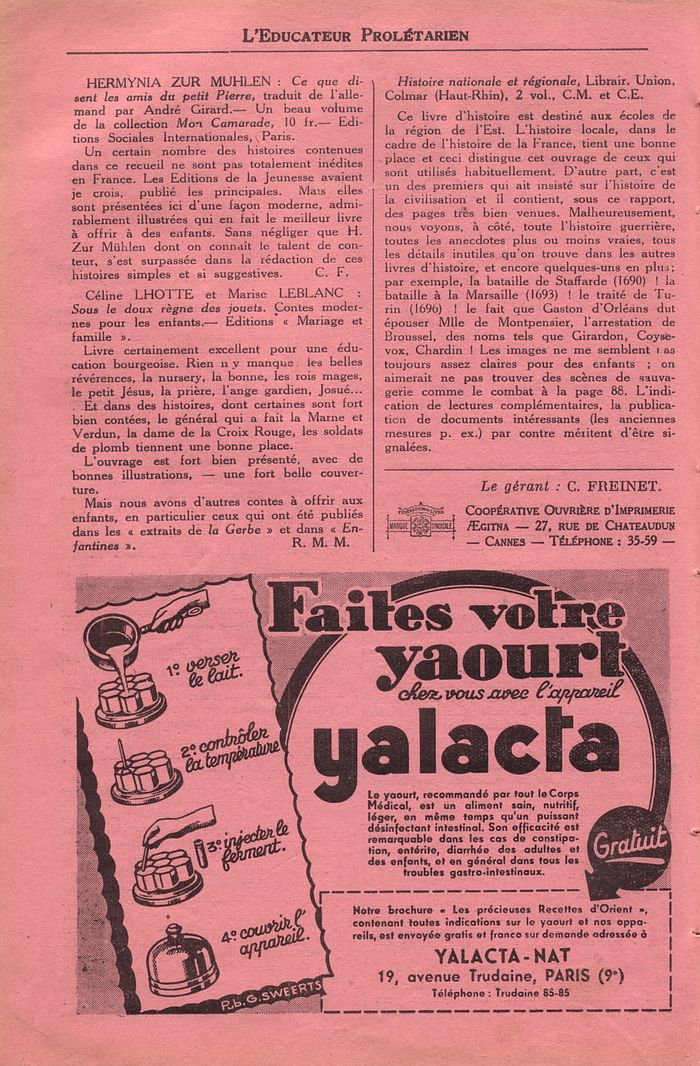 L'EDUCATEUR PROLÉTARIEN
HERMYNIA ZUR MUHLEN : Ce que di-
sent les amis du petit Pierre, traduit de l'alle-
mand par André Girard.— Un beau volume
de la collection Mon Camarade, 10 fr.— Edi-
tions Sociales Internationales, Paris.
Un certain nombre des histoires contenues
dans ce recueil ne sont pas totalement inédites
en France. Les Editions de la Jeunesse avaient
je crois, publié les principales. Mais elles
sont présentées ici d'une façon moderne, admi-
rablement illustrées qui en fait le meilleur livre
à offrir à des enfants. Sans négliger que H.
Zur Mühlen dont on connaît le talent de con-
teur, s'est surpassée dans la rédaction de ces
histoires simples et si suggestives. C. F.
Céline LHOTTE et Marise LEBLANC :
Sous le doux règne des jouets. Contes moder-
nes pour les enfants.— Editions « Mariage et
famille ».
Livre certainement excellent pour une édu-
cation bourgeoise. Rien n'y manque les belles
révérences, la nursery, la bonne, les rois mages,
le petit Jésus, la prière, l'ange gardien, Josué...
Et dans des histoires, dont certaines sont fort
bien contées, le général qui a fait la Marne et
Verdun, la dame de la Croix Rouge, les soldats
de plomb tiennent une bonne place.
L'ouvrage est fort bien présenté, avec de
bonnes illustrations, — une fort belle couver-
ture.
Mais nous avons d'autres contes à offrir aux
enfants, en particulier ceux qui ont été publiés
dans les « extraits de la Gerbe » et dans « En-
fantines ». R. M. M.
Histoire nationale et régionale, Librair. Union,
Colmar (Haut-Rhin), 2 vol., C.M. et C.E.
Ce livre d'histoire est destiné aux écoles de
la région de l'Est. L'histoire locale, dans le
cadre de l'histoire de la France, tient une bonne
place et ceci distingue cet ouvrage de ceux qui
sont utilisés habituellement. D'autre part, c'est
un des premiers qui ait insisté sur l'histoire de
la civilisation et il contient, sous ce rapport,
des pages très bien venues. Malheureusement,
nous voyons, à côté, toute l'histoire guerrière,
toutes les anecdotes plus ou moins vraies, tous
les détails inutiles qu'on trouve dans les autres
livres d'histoire, et encore quelques-uns en plus ;
par exemple, la bataille de Staffarde (1690) ! la
bataille à la Marsaille (1693) ! le traité de Tu-
rin (1696) ! le fait que Gaston d'Orléans dut
épouser Mlle de Montpensier, l'arrestation de
Broussel, des noms tels que Girardon, Coyse-
vox, Chardin ! Les images ne me semblent pas
toujours assez claires pour des enfants ; on
aimerait ne pas trouver des scènes de sauva-
gerie comme le combat à la page 88. L'indi-
cation de lectures complémentaires, la publica-
tion de documents intéressants (les anciennes
mesures p. ex.) par contre méritent d'être si-
gnalées.
Le gérant : C. FREINET.
MARQUE SYNDICALE
COOPÉRATIVE OUVRIÈRE D'IMPRIMERIE
ÆGITNA — 27, RUE DE CHATEAUDUN
— CANNES — TÉLÉPHONE : 35-59 —
1º verser
le lait.
2º contrôler
la température
3º injecter le
ferment.
4º couvrir l'
appareil.
Pub. G. SWEERTS
Faites votre
yaourt
chez vous avec l'appareil
yalacta
Le yaourt, recommandé par tout le Corps
Médical, est un aliment sain, nutritif,
léger, en même temps qu'un puissant
désinfectant intestinal. Son efficacité est
remarquable dans les cas de constipa-
tion, entérite, diarrhée des adultes et
des enfants, et en général dans tous les
troubles gastro-intestinaux.
Gratuit
Notre brochure « Les précieuses Recettes d'Orient »,
contenant toutes indications sur le yaourt et nos appa-
reils, est envoyée gratis et franco sur demande adressée à
YALACTA-NAT
19, avenue Trudaine, PARIS (9º)
Téléphone : Trudaine 85-85